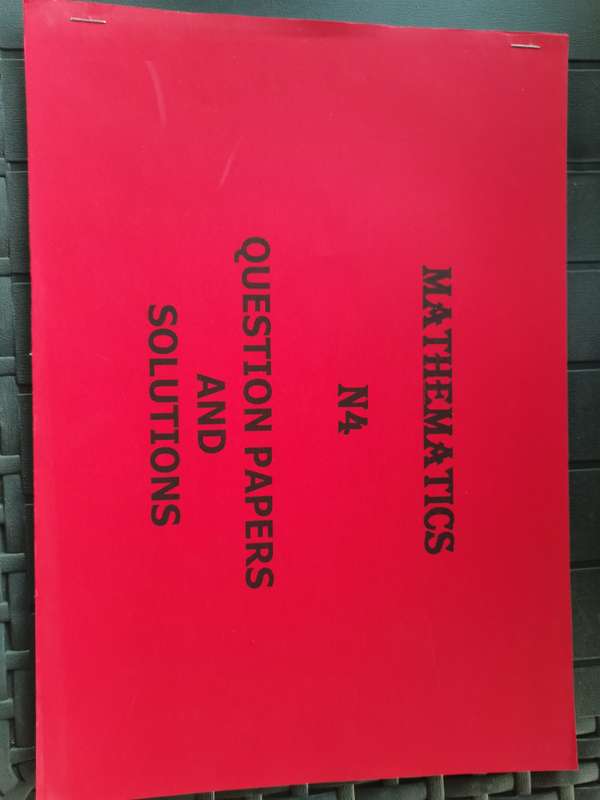 MATHEMATICS
N4
QUESTION PAPERS
AND
SOLUTIONS